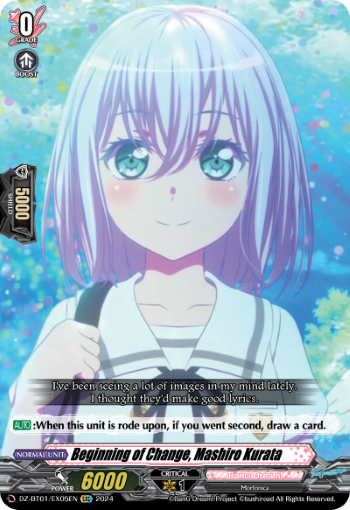 0
GRADE
BOOST
5000
SHIELD
I've been seeing a lot of images in my mind lately.
I thought they'd make good lyrics.
AUTO :When this unit is rode upon, if you went second, draw a card.
NORMAL UNIT
Beginning of Change, Mashiro Kurata
POWER 6000
CRITICAL
1
BanG Dream!
Morfonica
DZ-BT01/EX05EN 2024 ©BanG Dream! Project ©bushiroad All Rights Reserved.